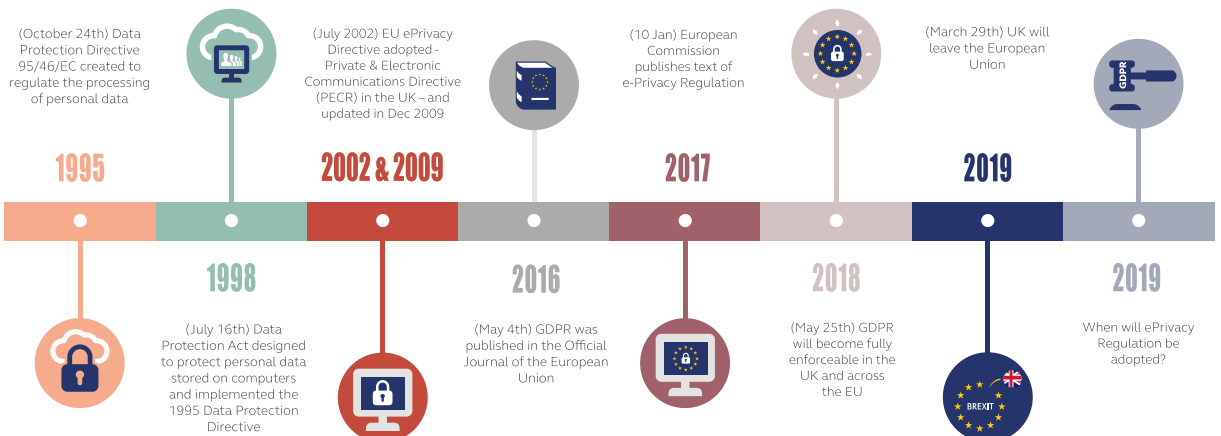 (October 24th) Data
Protection Directive
95/46/EC created to
regulate the processing
of personal data
1995
1998
(July 16th) Data
Protection Act designed
to protect personal data
stored on computers
and implemented the
1995 Data Protection
Directive
(July 2002) EU ePrivacy
Directive adopted -
Private & Electronic
Communications Directive
(PECR) in the UK – and
updated in Dec 2009
2002 & 2009
2016
(May 4th) GDPR was
published in the Official
Journal of the European
Union
(10 Jan) European
Commission
publishes text of
e-Privacy Regulation
2017
2018
(May 25th) GDPR
will become fully
enforceable in the
UK and across
the EU
(March 29th) UK will
leave the European
Union
2019
BREXIT
GDPR
2019
When will ePrivacy
Regulation be
adopted?